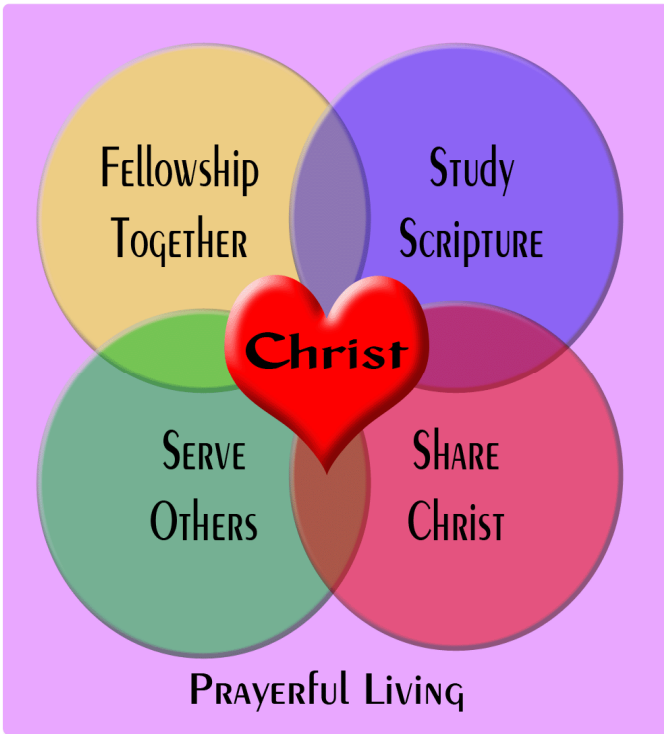 Fellowship
Together
Study
Scripture
Christ
Serve
Others
Share
Christ
Prayerful Living